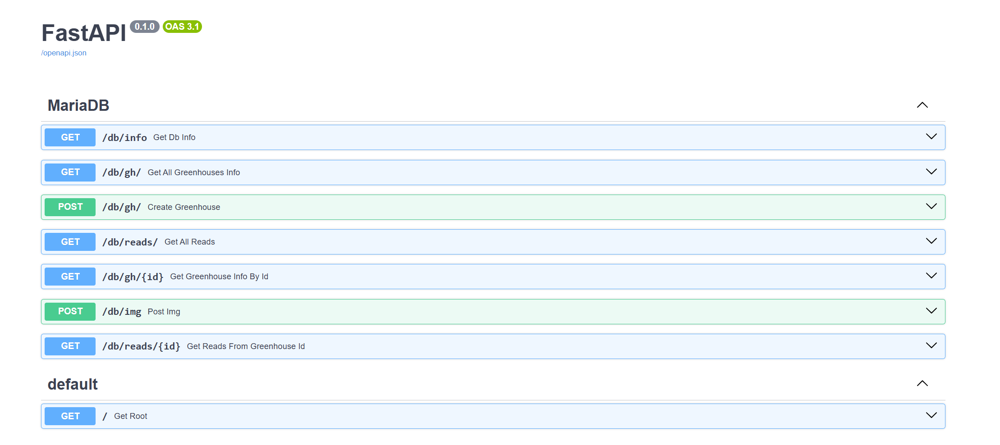 FastAPI 0.1.0 OAS 3.1
/openapi.json
MariaDB
GET /db/info Get Db Info
GET /db/gh/ Get All Greenhouses Info
POST /db/gh/ Create Greenhouse
GET /db/reads/ Get All Reads
GET /db/gh/{id} Get Greenhouse Info By Id
POST /db/img Post Img
GET /db/reads/{id} Get Reads From Greenhouse Id
default
GET / Get Root